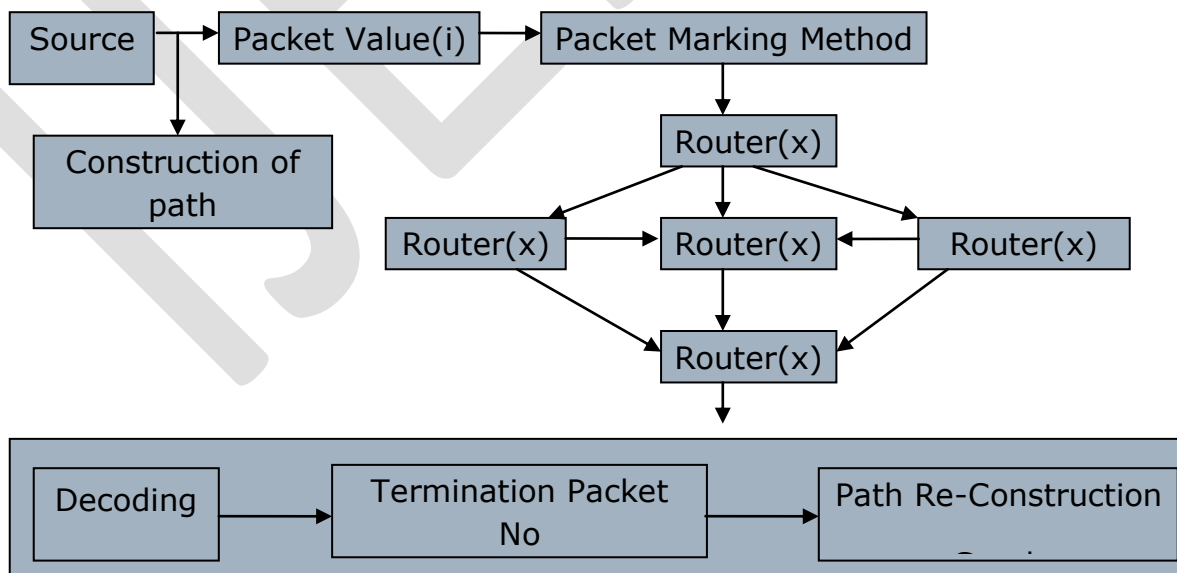 Source
Packet Value(i)
Packet Marking Method
Construction of
path
Router(x)
Router(x)
Router(x)
Router(x)
Router(x)
Decoding
Termination Packet
No
Path Re-Construction